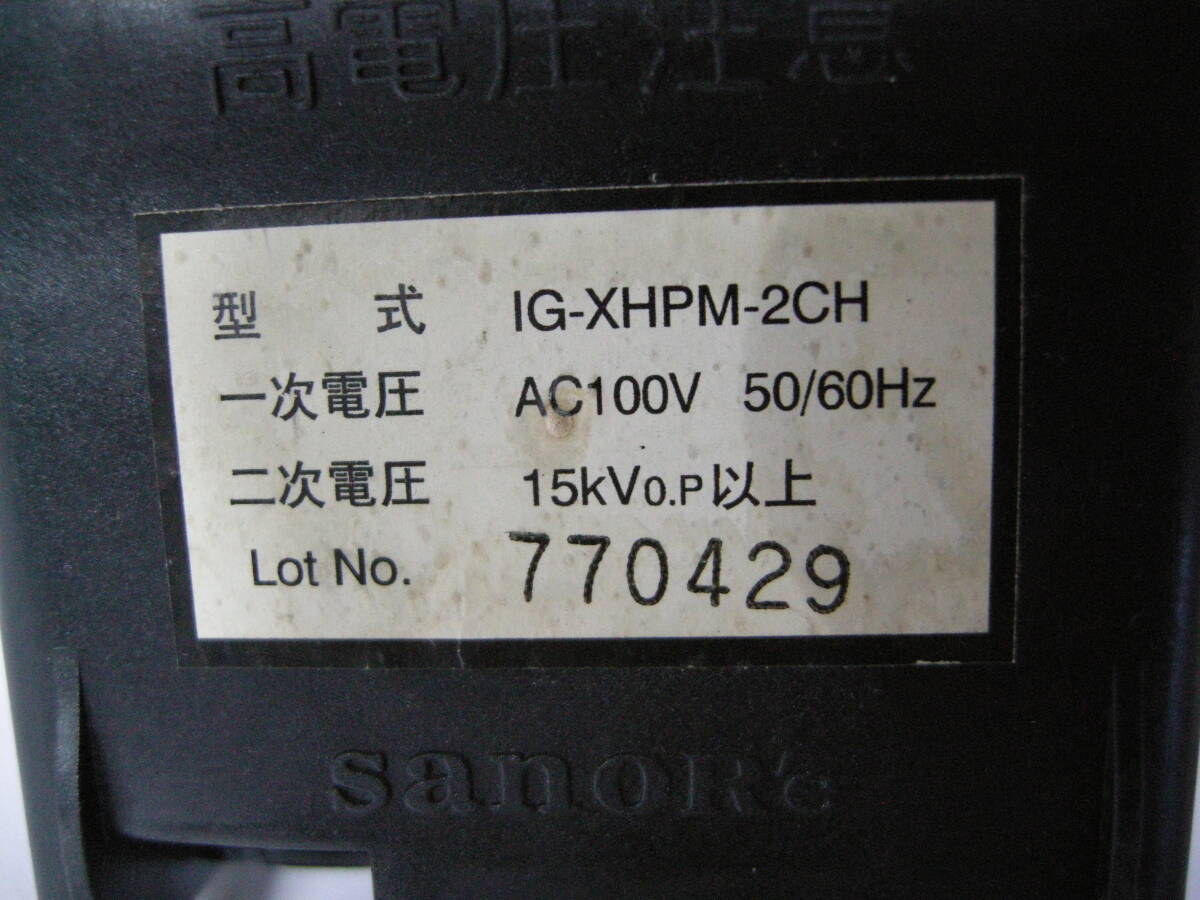 高電圧注意
型 式 IG-XHPM-2CH
一次電圧 AC100V 50/60Hz
二次電圧 15kV0.P以上
Lot No. 770429
sanoR'c